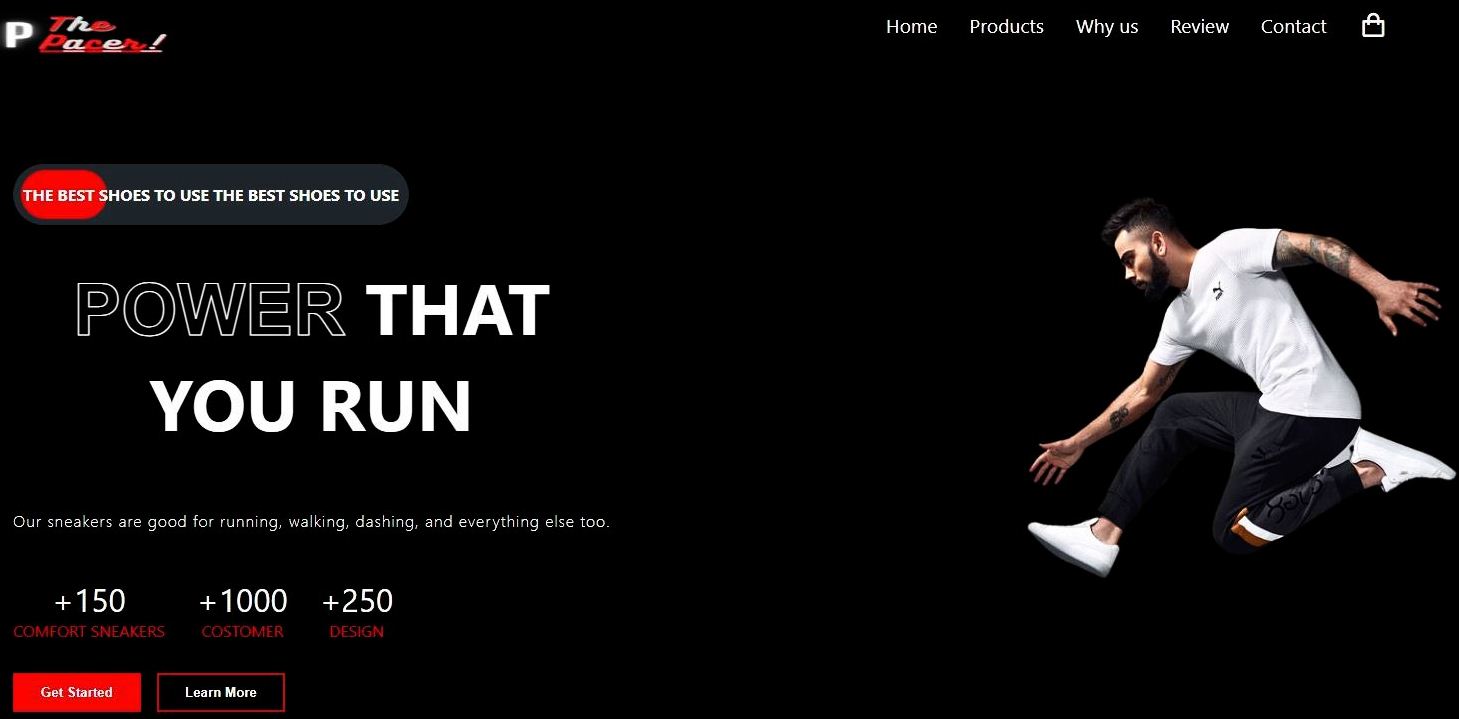 P The
Pacer!
Home Products Why us Review Contact
THE BEST SHOES TO USE THE BEST SHOES TO USE
POWER THAT
YOU RUN
Our sneakers are good for running, walking, dashing, and everything else too.
+150 +1000 +250
COMFORT SNEAKERS COSTOMER DESIGN
Get Started Learn More